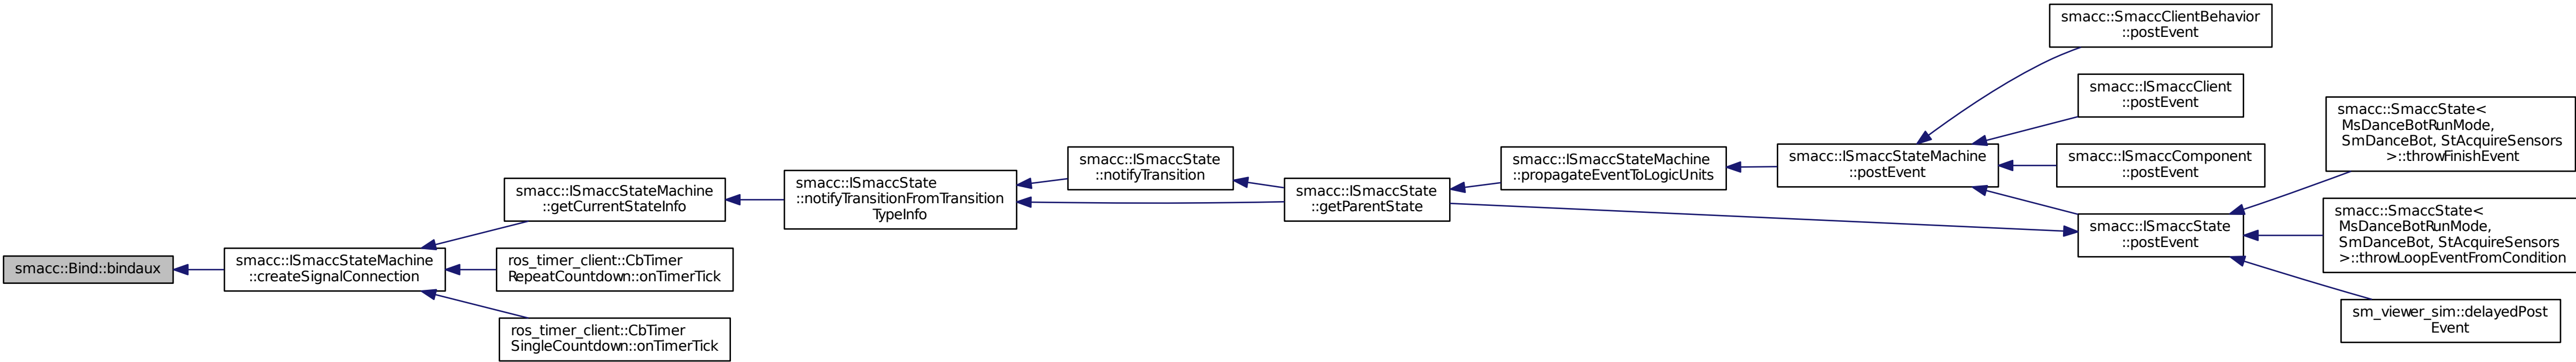 smacc::Bind::bindaux
smacc::ISmaccStateMachine
::createSignalConnection
smacc::ISmaccStateMachine
::getCurrentStateInfo
ros_timer_client::CbTimer
RepeatCountdown::onTimerTick
ros_timer_client::CbTimer
SingleCountdown::onTimerTick
smacc::ISmaccState
::notifyTransitionFromTransition
TypeInfo
smacc::ISmaccState
::notifyTransition
smacc::ISmaccState
::getParentState
smacc::ISmaccStateMachine
::propagateEventToLogicUnits
smacc::ISmaccStateMachine
::postEvent
smacc::SmaccClientBehavior
::postEvent
smacc::ISmaccClient
::postEvent
smacc::ISmaccComponent
::postEvent
smacc::ISmaccState
::postEvent
smacc::SmaccState<
MsDanceBotRunMode,
SmDanceBot, StAcquireSensors
>::throwFinishEvent
smacc::SmaccState<
MsDanceBotRunMode,
SmDanceBot, StAcquireSensors
>::throwLoopEventFromCondition
sm_viewer_sim::delayedPost
Event